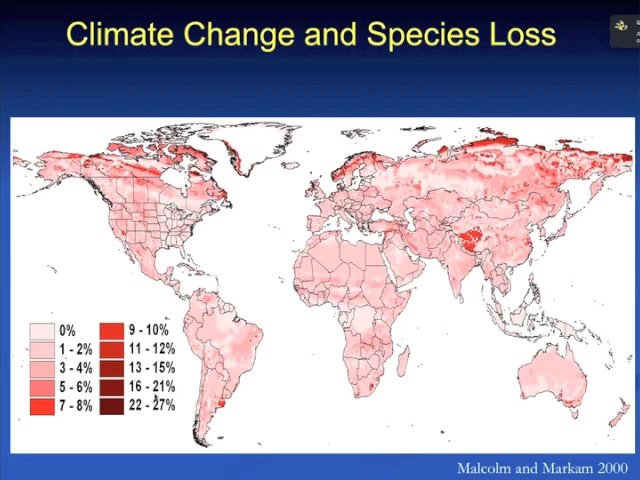 Climate Change and Species Loss
0%
1 - 2%
3 - 4%
5 - 6%
7 - 8%
9 - 10%
11 - 12%
13 - 15%
16 - 21%
22 - 27%
Malcolm and Markam 2000